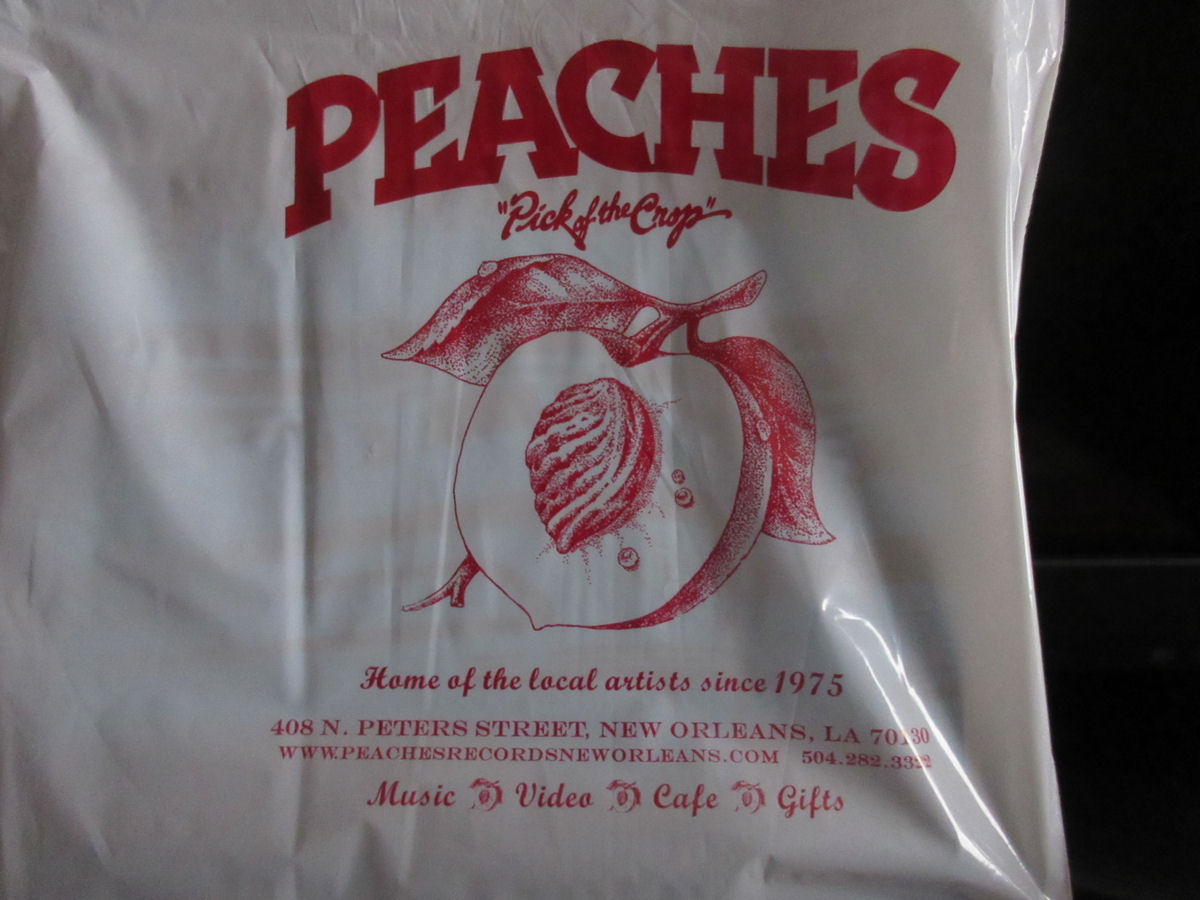 PEACHES
"Pick of the Crop"
Home of the local artists since 1975
408 N. PETERS STREET, NEW ORLEANS, LA 70130
WWW.PEACHESRECORDSNEWORLEANS.COM 504.282.3322
Music Video Cafe Gifts